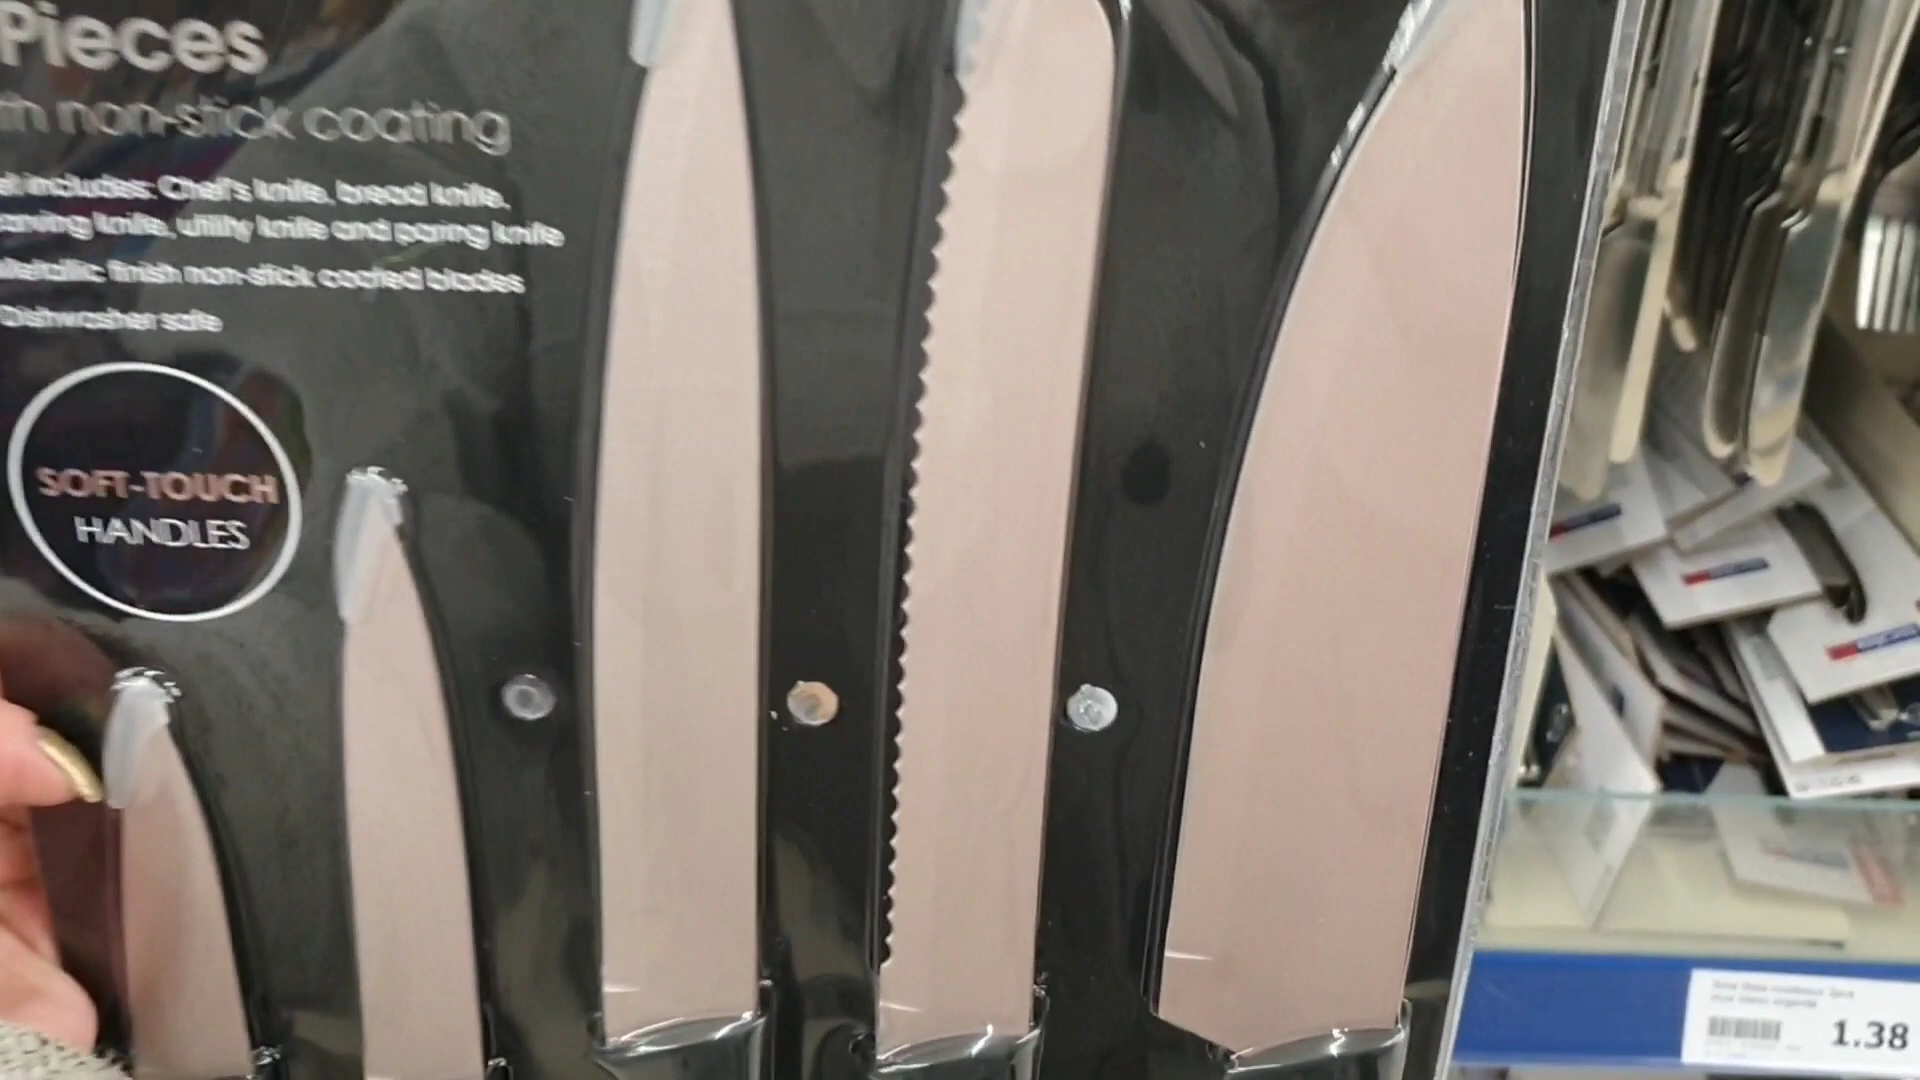 Pieces
non-stick coating
includes: Chef's knife, bread knife,
carving knife, utility knife and paring knife
Metallic finish non-stick coated blades
Dishwasher safe
SOFT-TOUCH
HANDLES
1.38